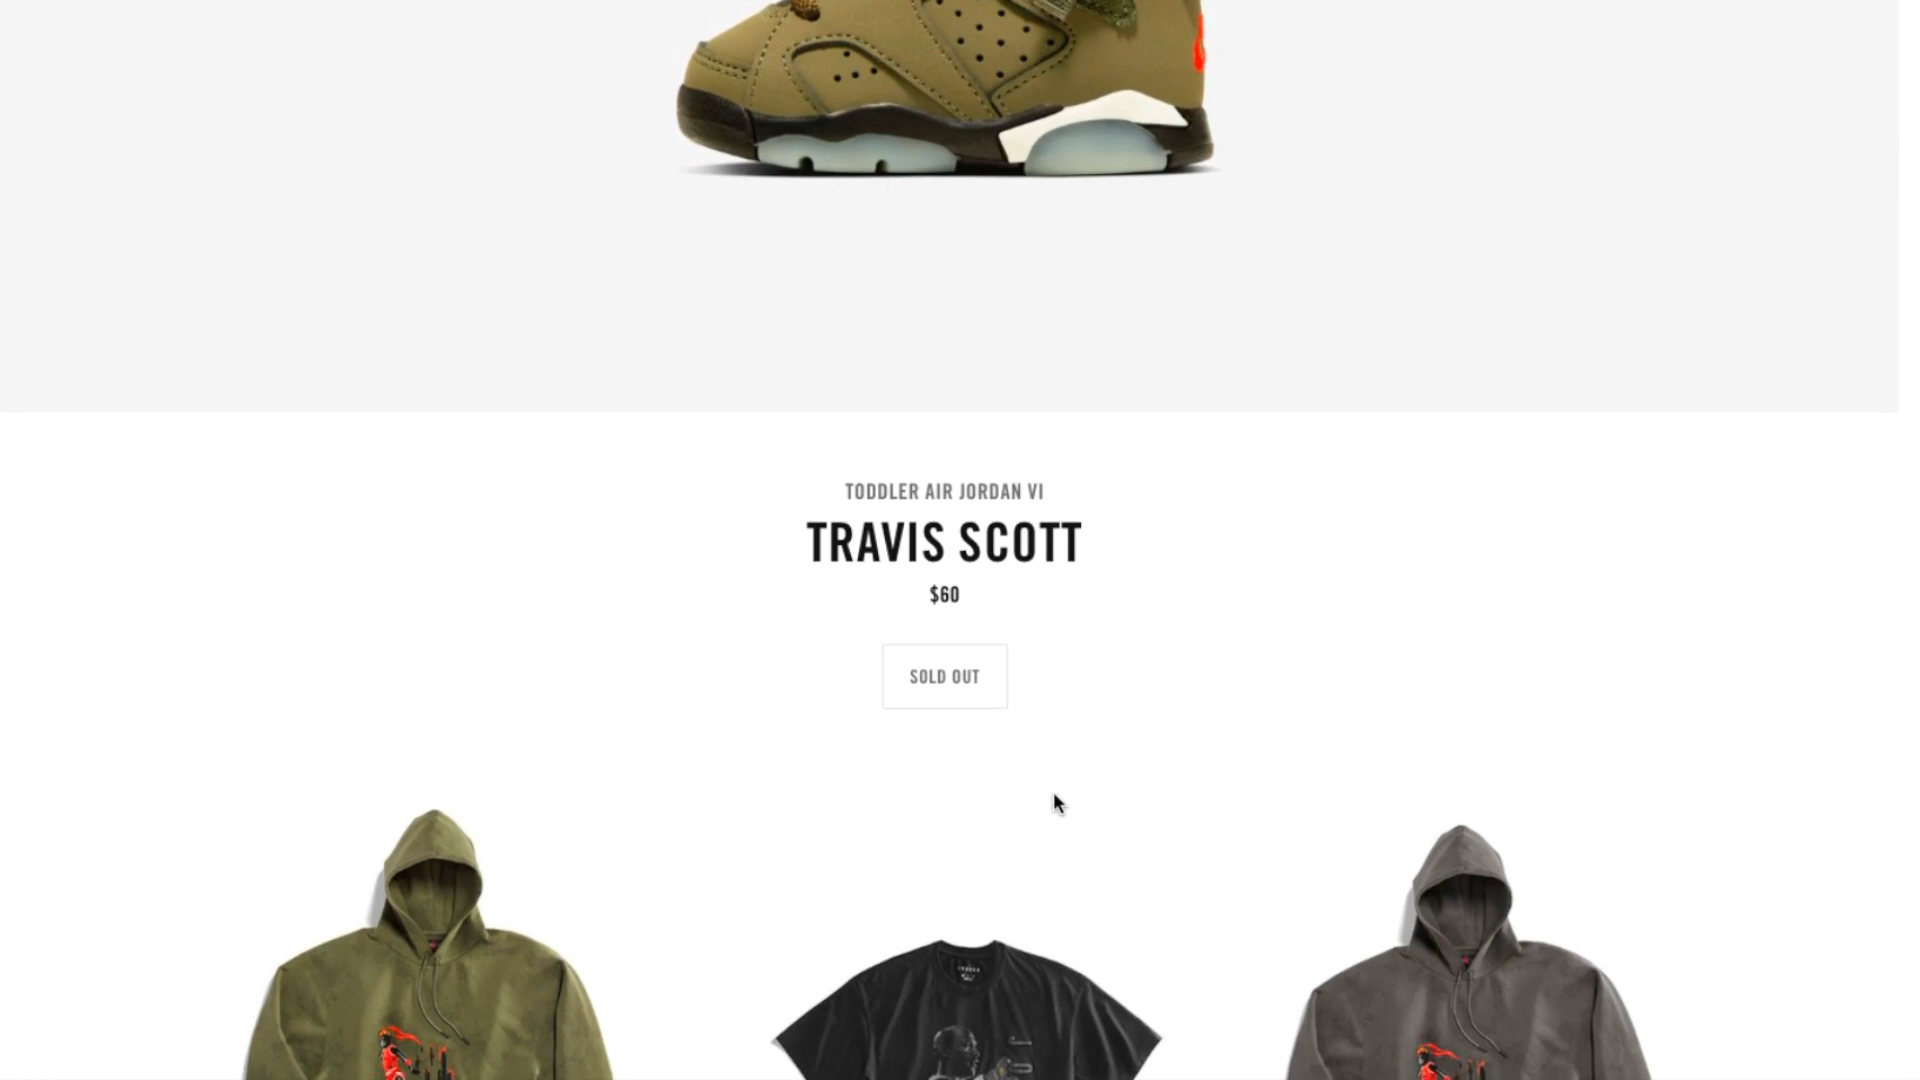 TODDLER AIR JORDAN VI
TRAVIS SCOTT
$60
SOLD OUT